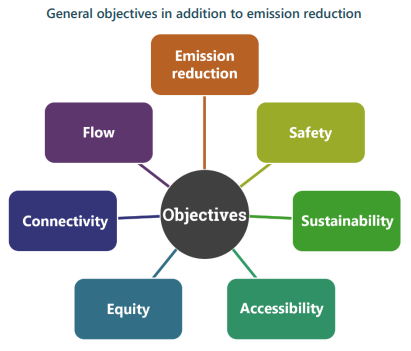 General objectives in addition to emission reduction
Emission
reduction
Flow
Safety
Connectivity
Objectives
Sustainability
Equity
Accessibility